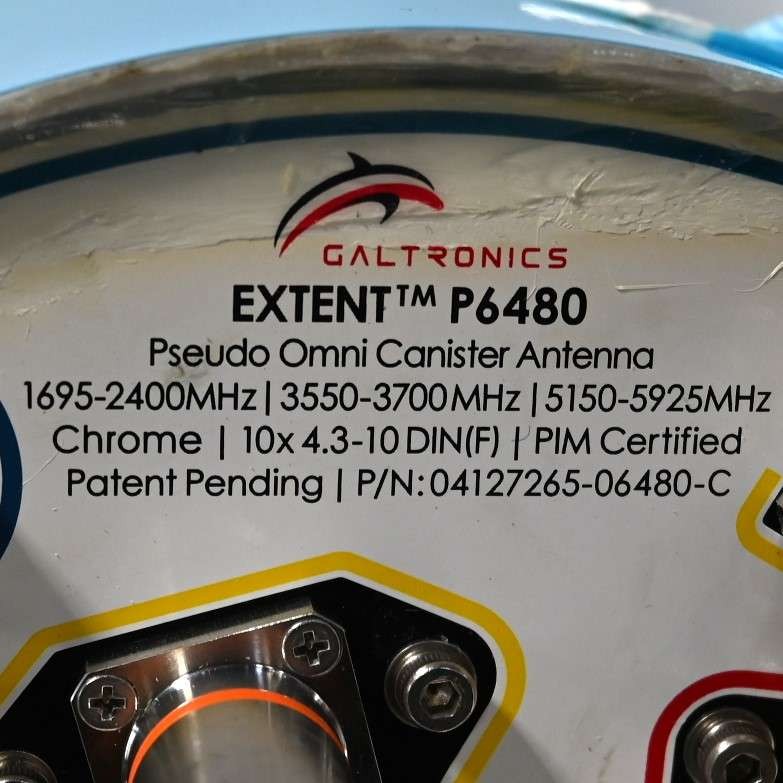 GALTRONICS
EXTENT™ P6480
Pseudo Omni Canister Antenna
1695-2400MHz | 3550-3700MHz | 5150-5925MHz
Chrome | 10x 4.3-10 DIN(F) | PIM Certified
Patent Pending | P/N: 04127265-06480-C